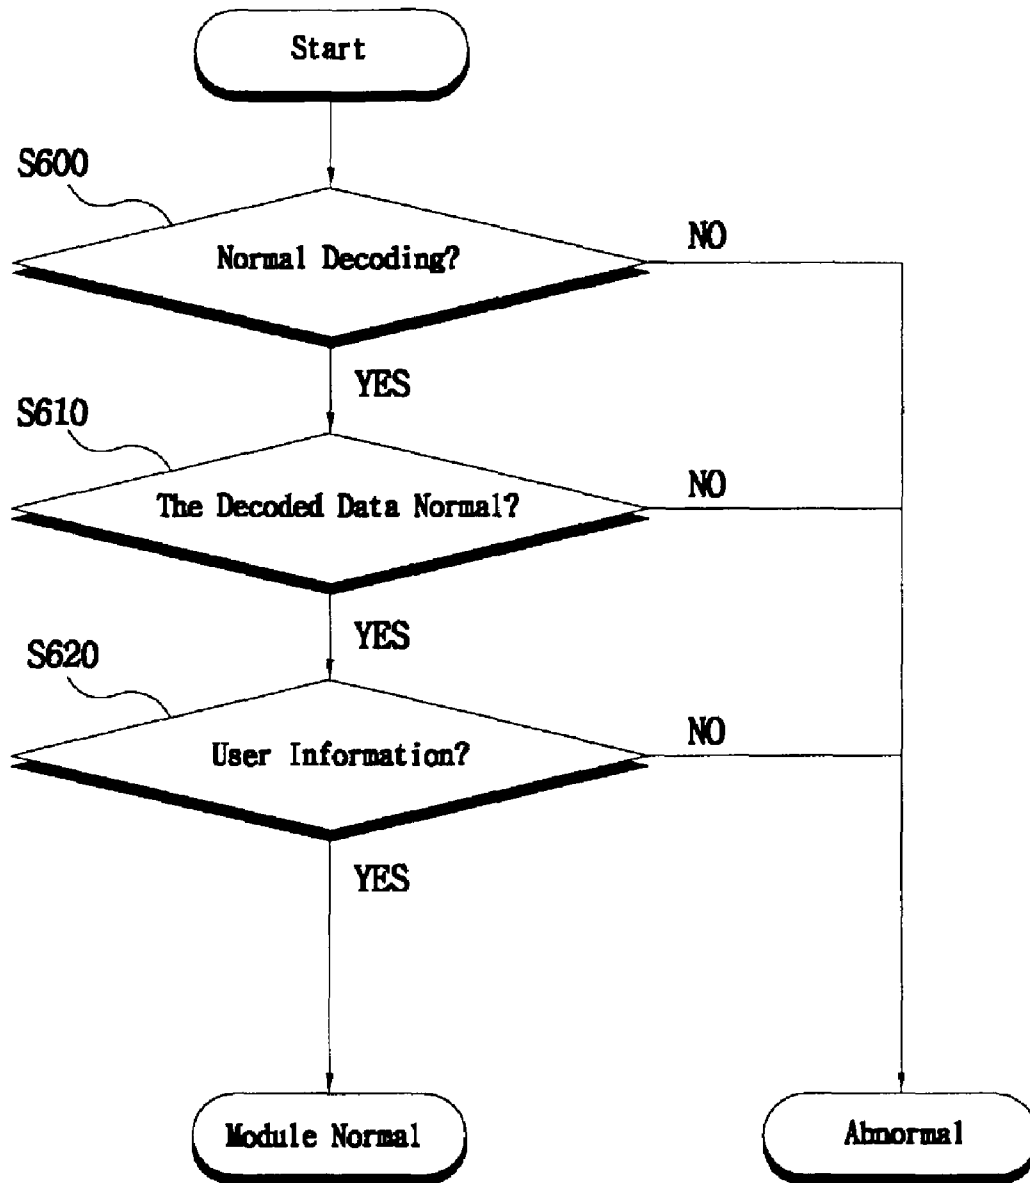 Start
S600
Normal Decoding?
NO
YES
S610
The Decoded Data Normal?
NO
YES
S620
User Information?
NO
YES
Module Normal
Abnormal